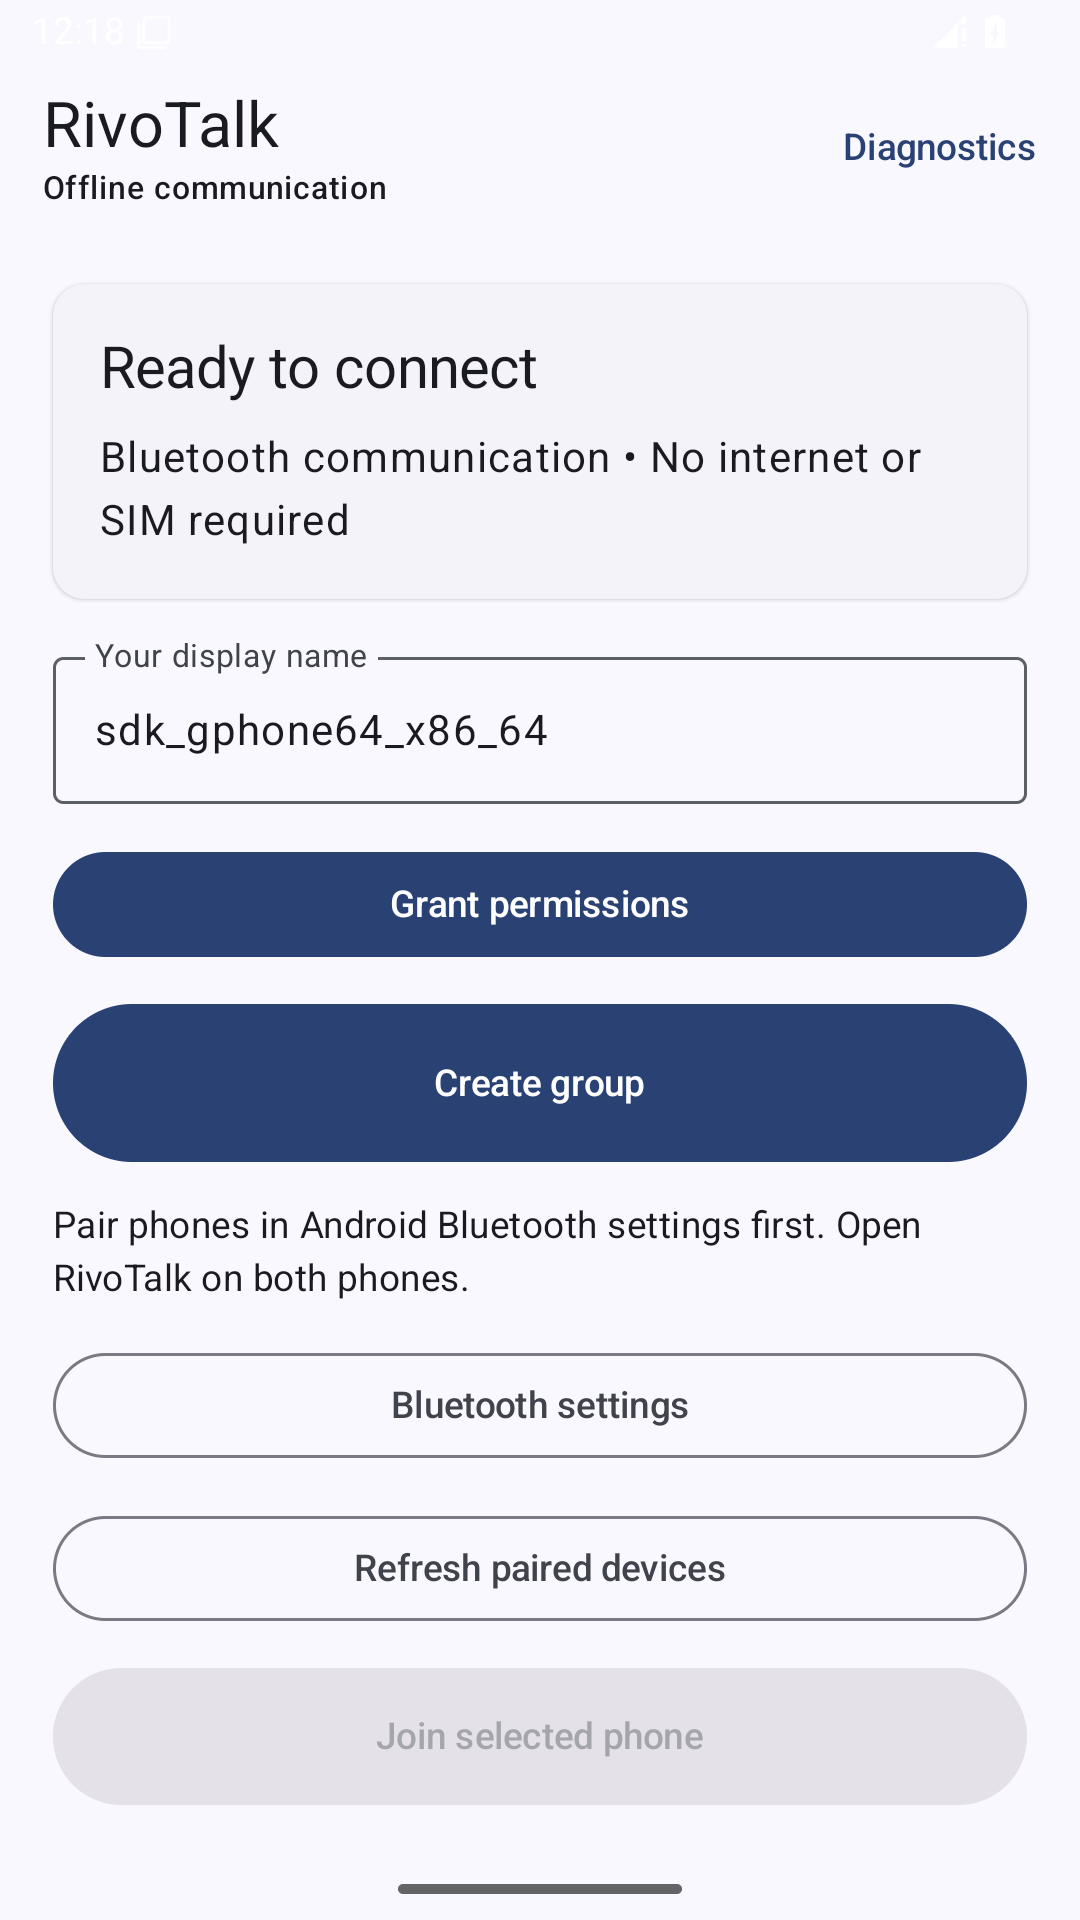 12:18
RivoTalk
Offline communication
Diagnostics
Ready to connect
Bluetooth communication • No internet or
SIM required
Your display name
sdk_gphone64_x86_64
Grant permissions
Create group
Pair phones in Android Bluetooth settings first. Open
RivoTalk on both phones.
Bluetooth settings
Refresh paired devices
Join selected phone